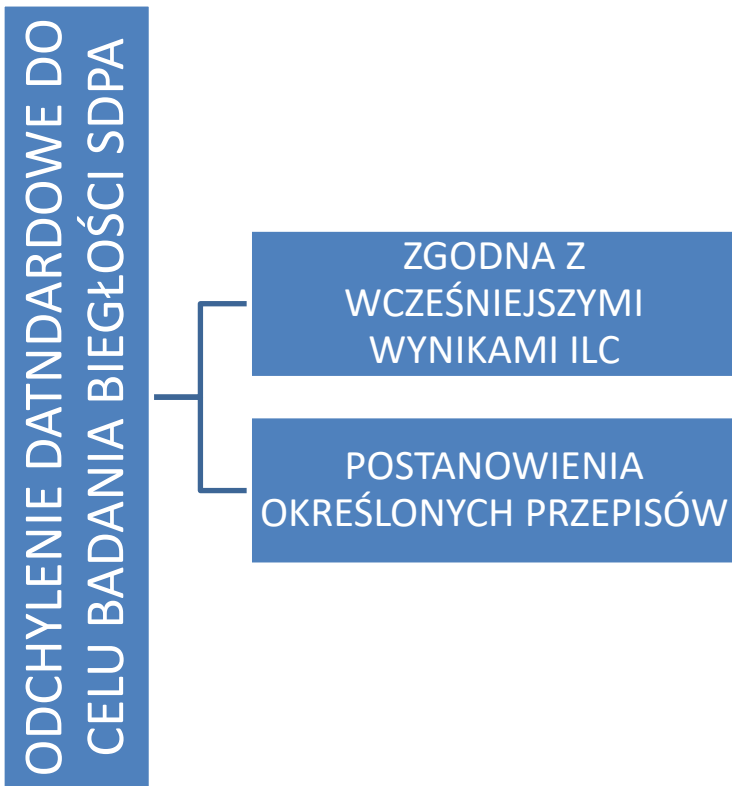 ODCHYLENIE DATNDARDOWE DO
CELU BADANIA BIEGŁOŚCI SDPA
ZGODNA Z
WCZEŚNIEJSZYMI
WYNIKAMI ILC
POSTANOWIENIA
OKREŚLONYCH PRZEPISÓW